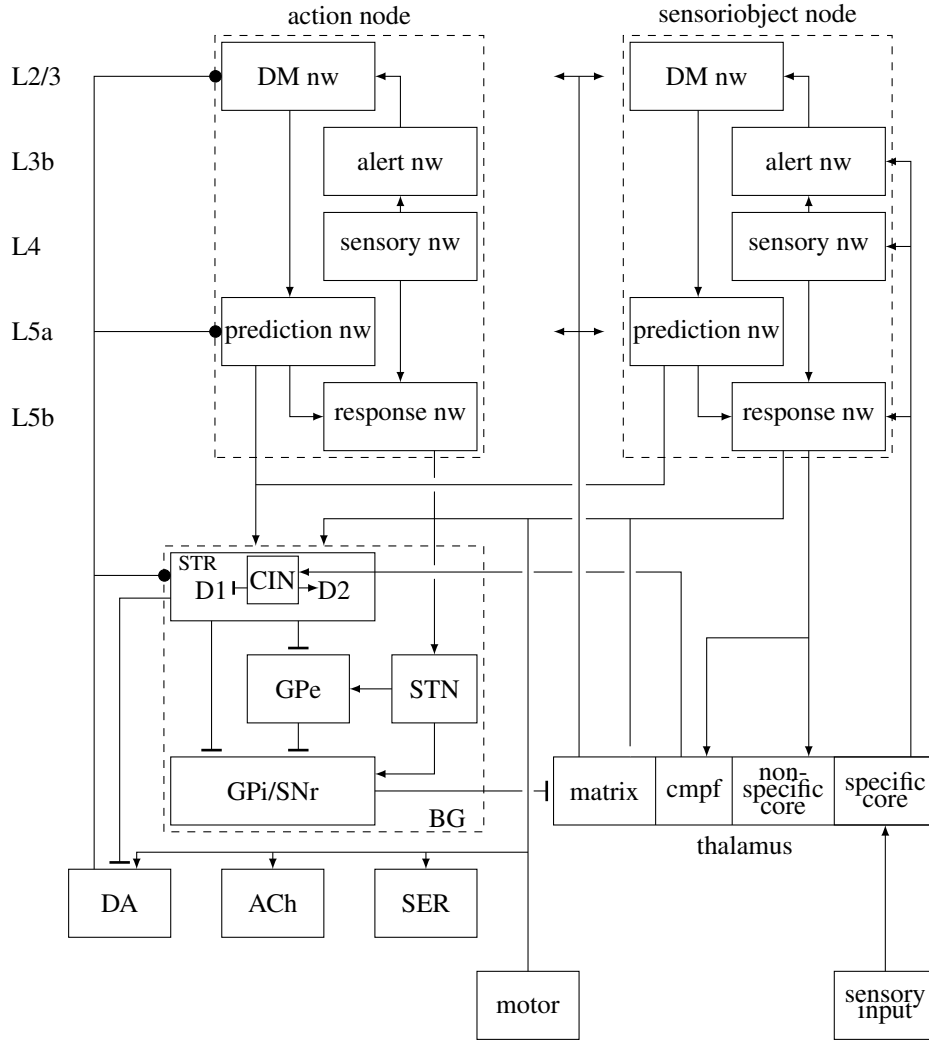 action node
sensoriobject node
L2/3
DM nw
DM nw
L3b
alert nw
alert nw
L4
sensory nw
sensory nw
L5a
prediction nw
prediction nw
L5b
response nw
response nw
STR
D1
CIN
D2
GPe
STN
GPi/SNr
BG
matrix
cmpf
non-
specific
core
specific
core
thalamus
DA
ACh
SER
motor
sensory
input